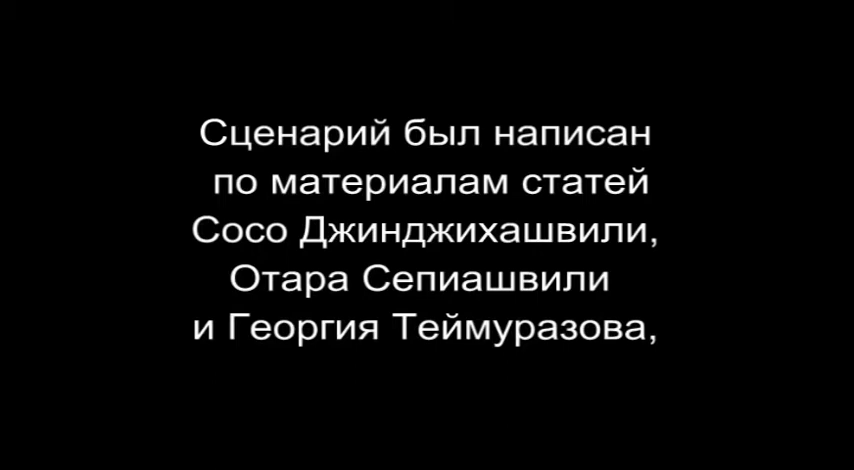 Сценарий был написан
по материалам статей
Сосо Джинджихашвили,
Отара Сепиашвили
и Георгия Теймуразова,